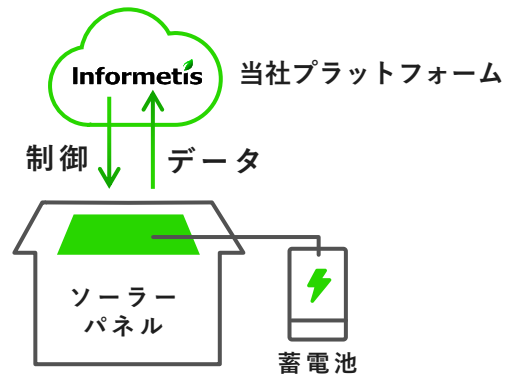 Informetis
当社プラットフォーム
制御
データ
ソーラー
パネル
蓄電池